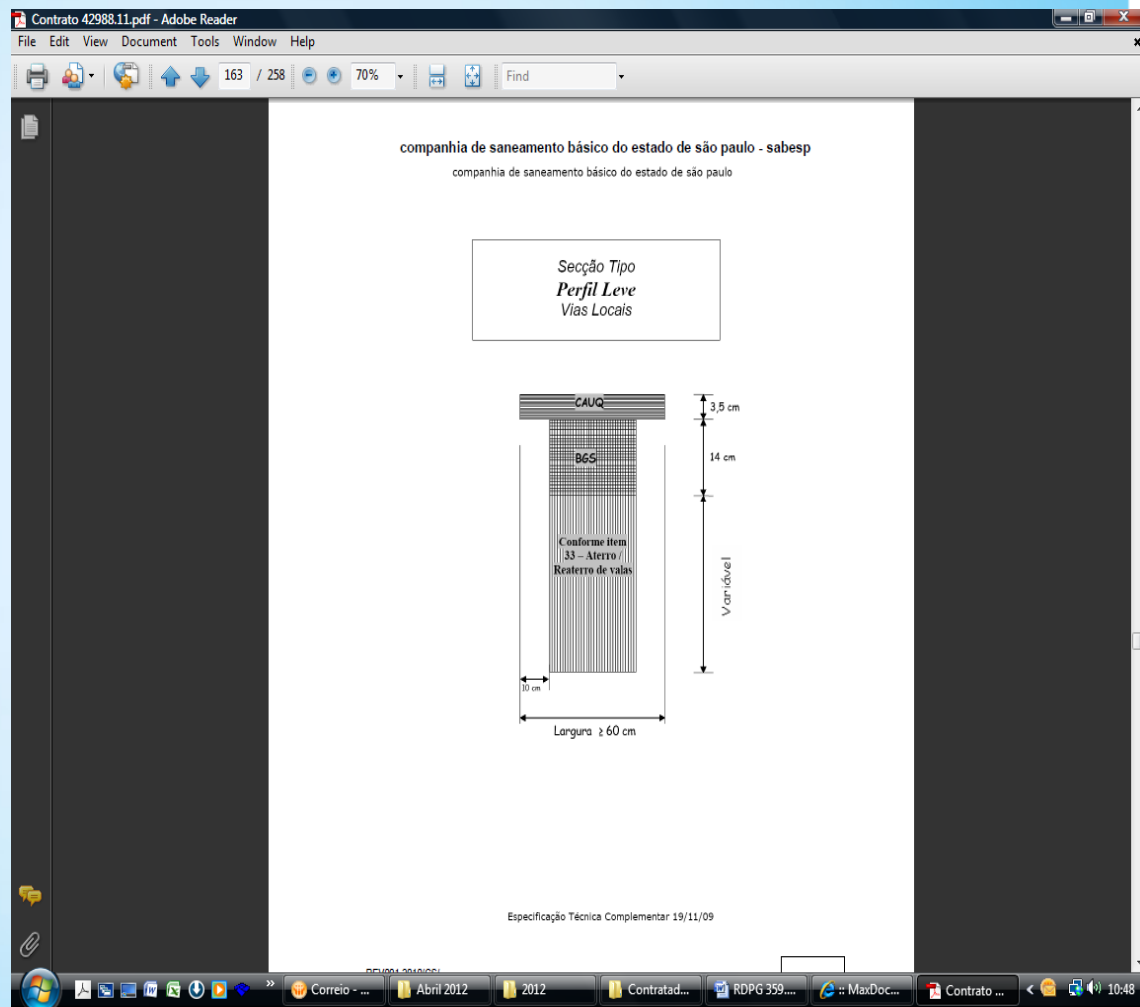 Contrato 42988.11.pdf - Adobe Reader
File Edit View Document Tools Window Help
163 / 258 70% Find
companhia de saneamento básico do estado de são paulo - sabesp
companhia de saneamento básico do estado de são paulo
Secção Tipo
Perfil Leve
Vias Locais
CAUQ
3,5 cm
BGS
14 cm
Conforme item
33 – Aterro /
Reaterro de valas
Variável
10 cm
Largura ≥ 60 cm
Especificação Técnica Complementar 19/11/09
Correio - ... Abril 2012 2012 Contratad... RDPG 359.... :: MaxDoc... Contrato ... 10:48